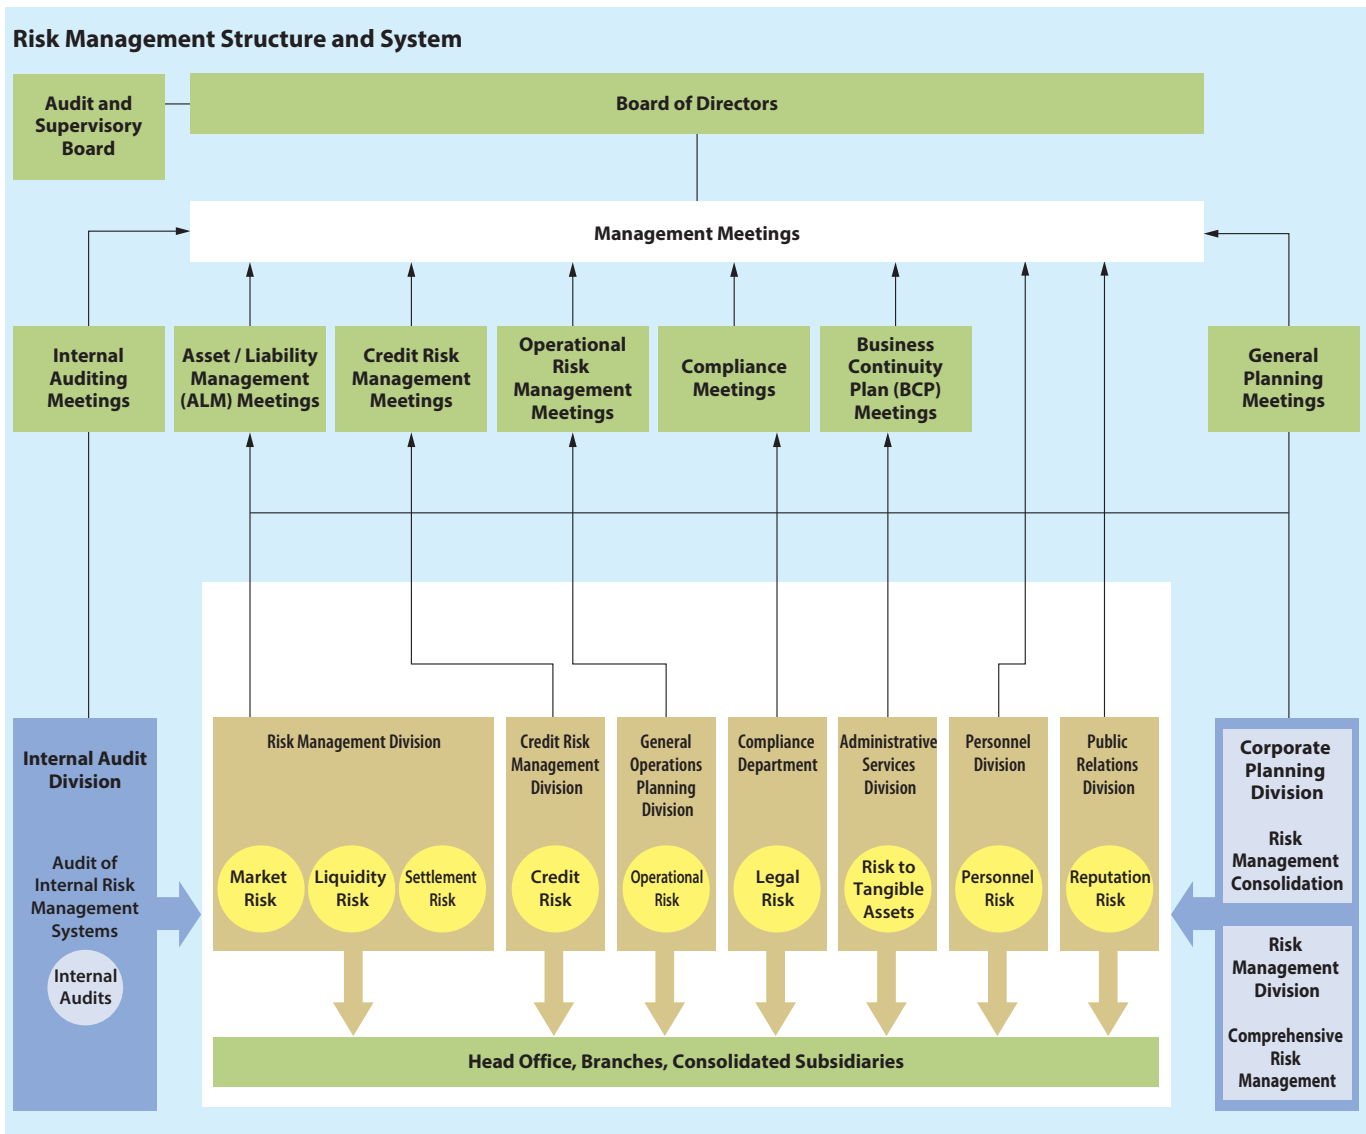 Risk Management Structure and System
Audit and
Supervisory
Board
Board of Directors
Management Meetings
Internal
Auditing
Meetings
Asset / Liability
Management
(ALM) Meetings
Credit Risk
Management
Meetings
Operational
Risk
Management
Meetings
Compliance
Meetings
Business
Continuity
Plan (BCP)
Meetings
General
Planning
Meetings
Internal Audit
Division
Audit of
Internal Risk
Management
Systems
Internal
Audits
Risk Management Division
Market
Risk
Liquidity
Risk
Settlement
Risk
Credit Risk
Management
Division
Credit
Risk
General
Operations
Planning
Division
Operational
Risk
Compliance
Department
Legal
Risk
Administrative
Services
Division
Risk to
Tangible
Assets
Personnel
Division
Personnel
Risk
Public
Relations
Division
Reputation
Risk
Corporate
Planning
Division
Risk
Management
Consolidation
Risk
Management
Division
Comprehensive
Risk
Management
Head Office, Branches, Consolidated Subsidiaries